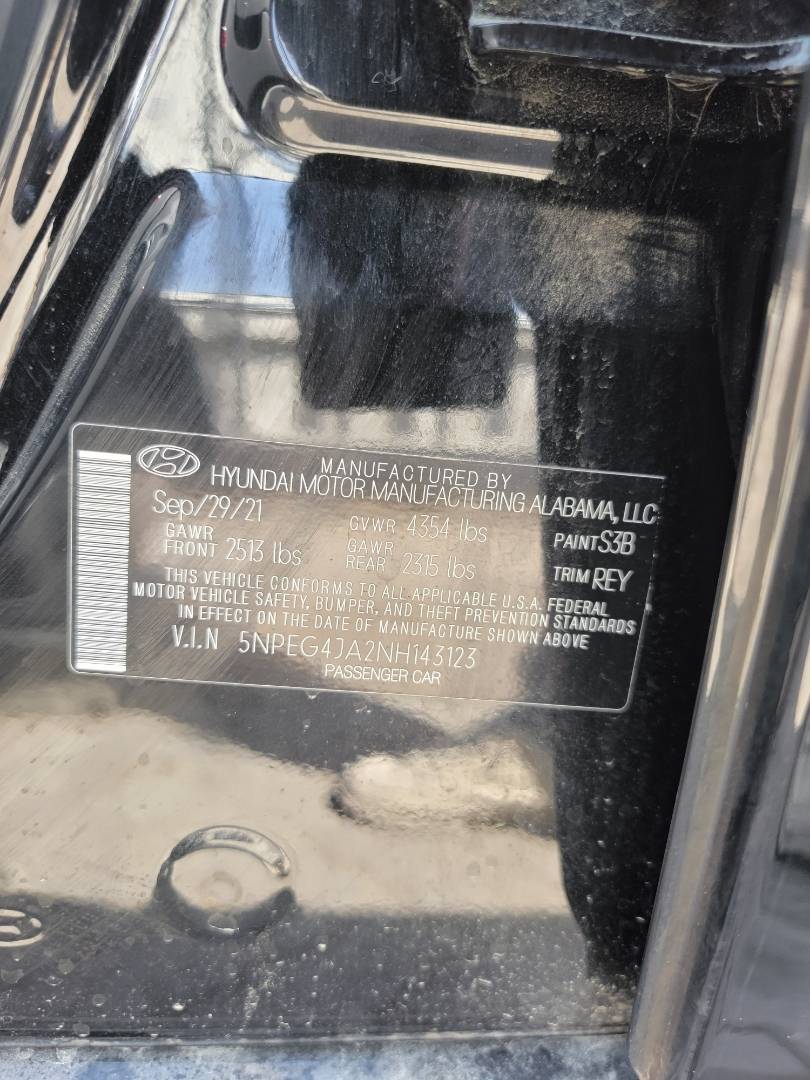 MANUFACTURED BY
HYUNDAI MOTOR MANUFACTURING ALABAMA, LLC
Sep/29/21 GVWR 4354 lbs PAINT S3B
GAWR FRONT 2513 lbs GAWR REAR 2315 lbs TRIM REY
THIS VEHICLE CONFORMS TO ALL APPLICABLE U.S.A. FEDERAL
MOTOR VEHICLE SAFETY, BUMPER, AND THEFT PREVENTION STANDARDS
IN EFFECT ON THE DATE OF MANUFACTURE SHOWN ABOVE
V.I.N 5NPEG4JA2NH143123
PASSENGER CAR